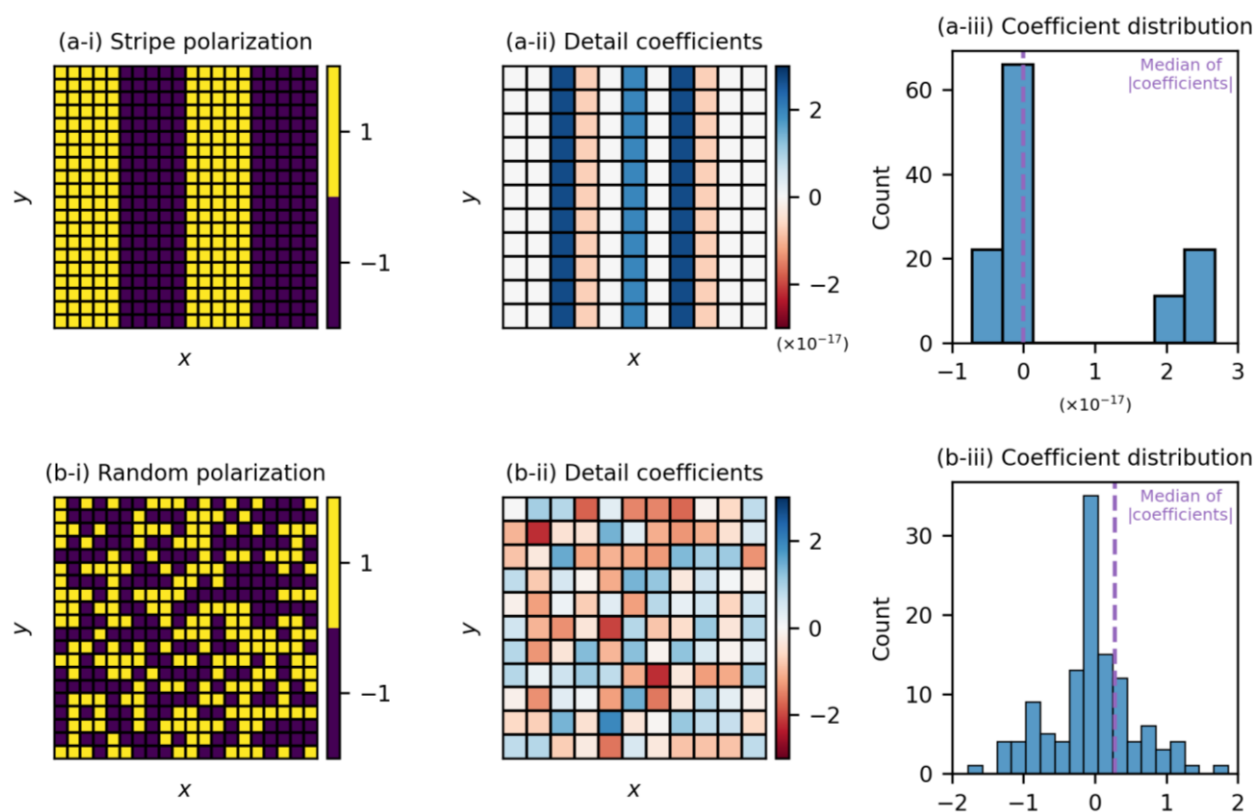 (a-i) Stripe polarization
y
x
1
−1
(a-ii) Detail coefficients
y
x
2
0
−2
(×10⁻¹⁷)
(a-iii) Coefficient distribution
Median of
|coefficients|
Count
60
40
20
0
−1 0 1 2 3
(×10⁻¹⁷)
(b-i) Random polarization
y
x
1
−1
(b-ii) Detail coefficients
y
x
2
0
−2
(b-iii) Coefficient distribution
Median of
|coefficients|
Count
30
20
10
0
−2 −1 0 1 2